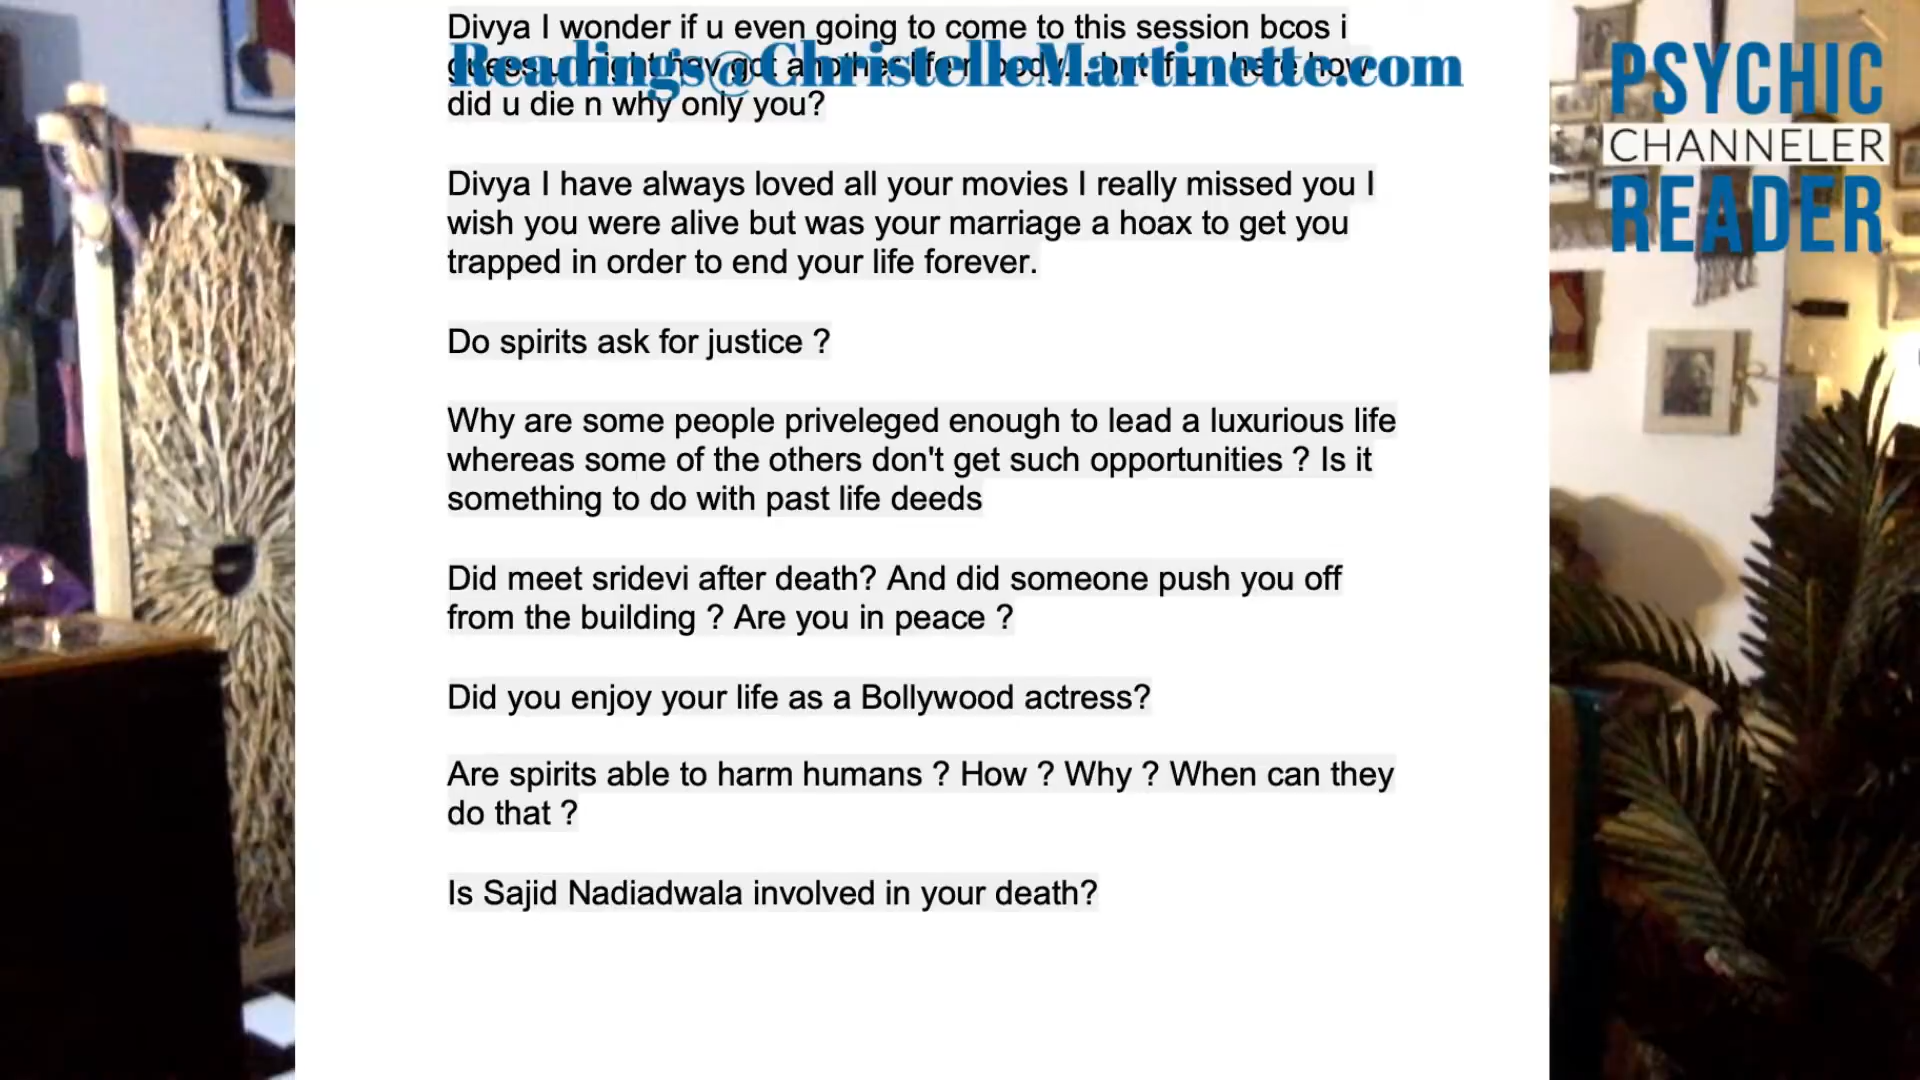 Divya I wonder if u even going to come to this session bcos i
Readings@ChristelleMartinette.com
did u die n why only you?
Divya I have always loved all your movies I really missed you I
wish you were alive but was your marriage a hoax to get you
trapped in order to end your life forever.
Do spirits ask for justice ?
Why are some people priveleged enough to lead a luxurious life
whereas some of the others don't get such opportunities ? Is it
something to do with past life deeds
Did meet sridevi after death? And did someone push you off
from the building ? Are you in peace ?
Did you enjoy your life as a Bollywood actress?
Are spirits able to harm humans ? How ? Why ? When can they
do that ?
Is Sajid Nadiadwala involved in your death?
PSYCHIC
CHANNELER
READER